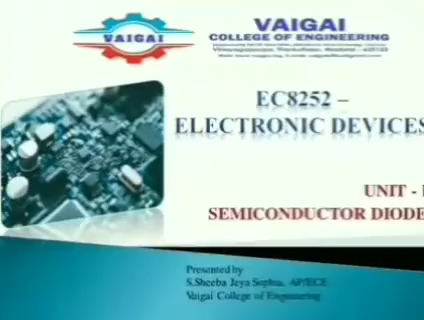 VAIGAI
VAIGAI
COLLEGE OF ENGINEERING
EC8252 –
ELECTRONIC DEVICES
UNIT - I
SEMICONDUCTOR DIODE
Presented by
S.Sheeba Jeya Sophia, AP/ECE
Vaigai College of Engineering